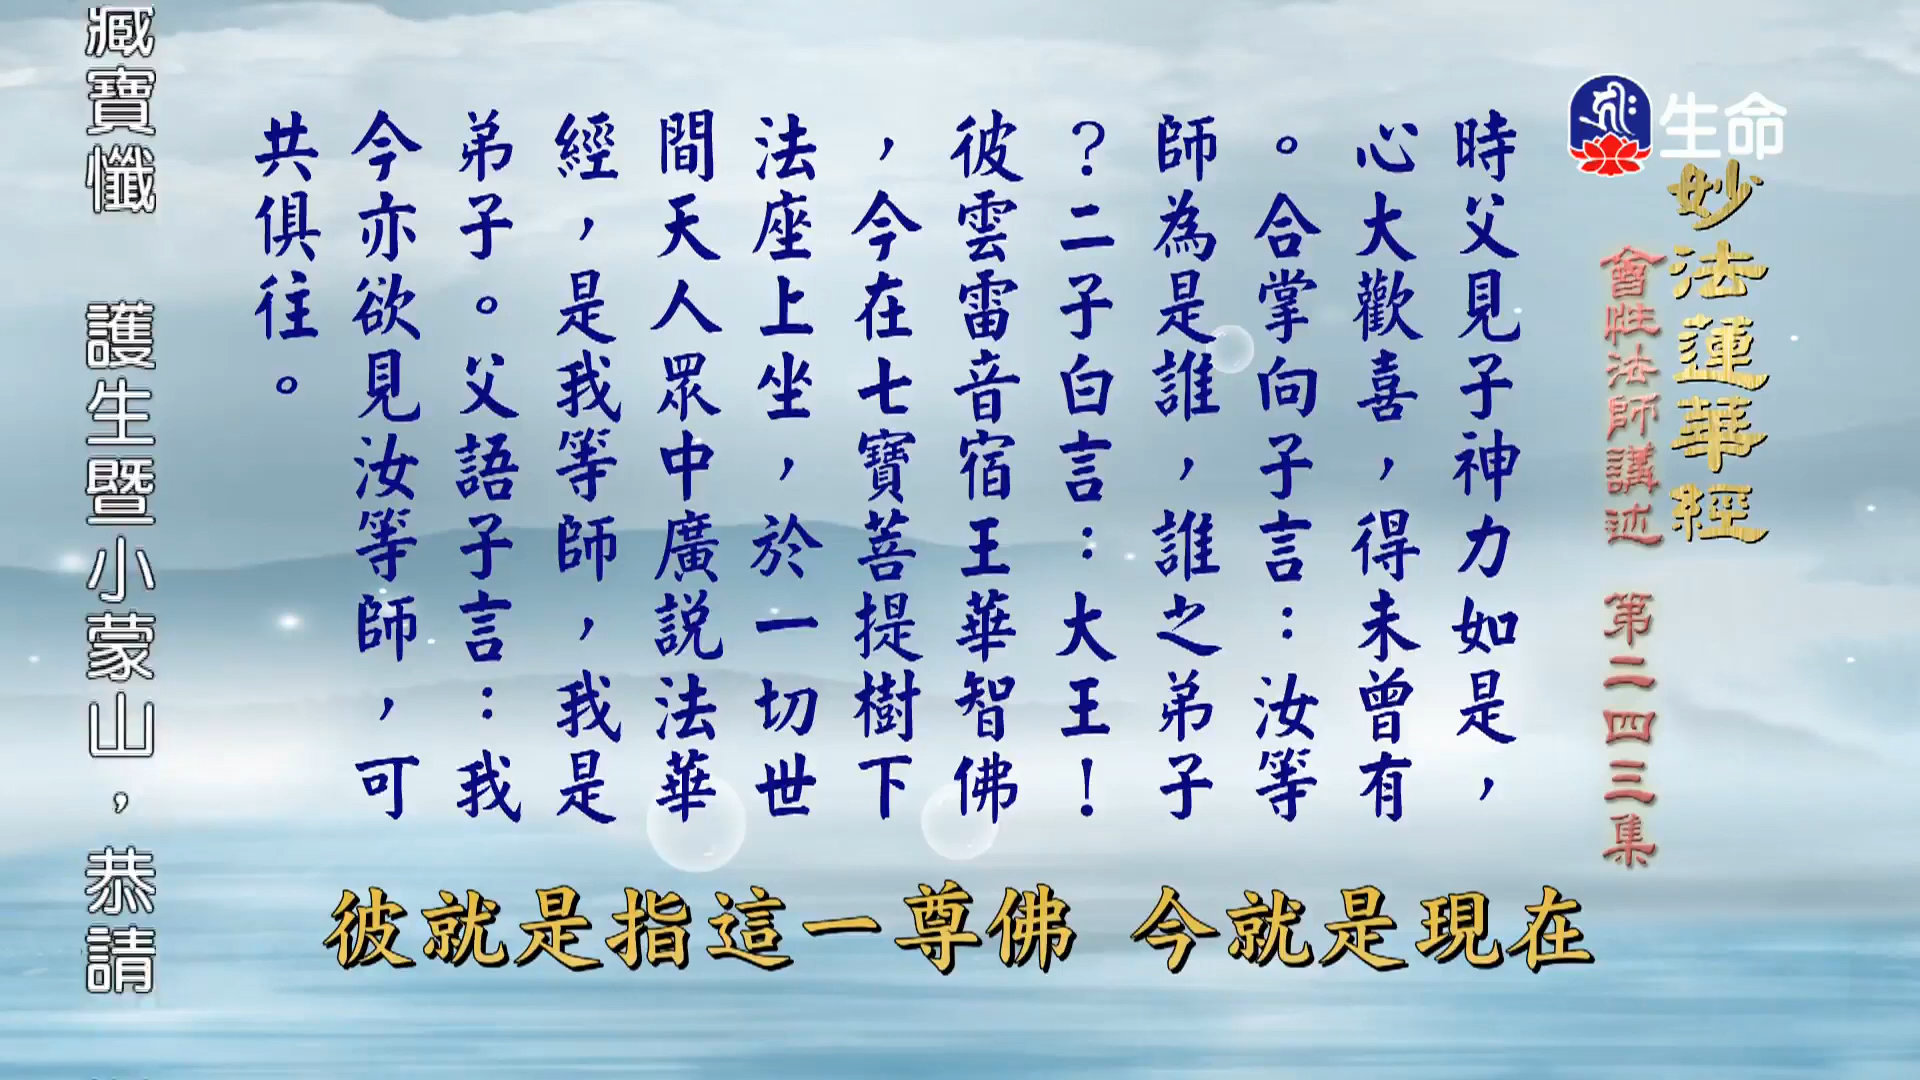 生命
妙法蓮華經
會性法師講述 第二四三集
時父見子神力如是，
心大歡喜，得未曾有
。合掌向子言：汝等
師為是誰，誰之弟子
？二子白言：大王！
彼雲雷音宿王華智佛
，今在七寶菩提樹下
法座上坐，於一切世
間天人眾中廣説法華
經，是我等師，我是
弟子。父語子言：我
今亦欲見汝等師，可
共俱往。
藏寶懺 護生暨小蒙山，恭請
彼就是指這一尊佛 今就是現在